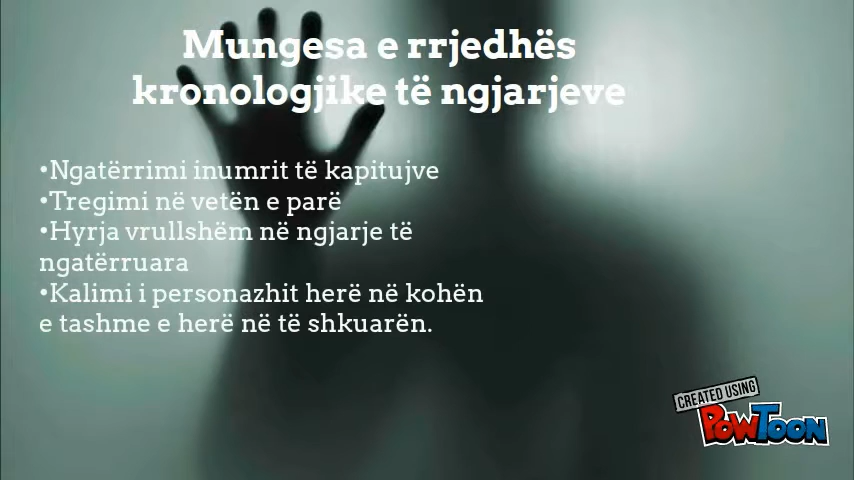 Mungesa e rrjedhës
kronologjike të ngjarjeve
•Ngatërrimi inumrit të kapitujve
•Tregimi në vetën e parë
•Hyrja vrullshëm në ngjarje të
ngatërruara
•Kalimi i personazhit herë në kohën
e tashme e herë në të shkuarën.
CREATED USING
POWTOON